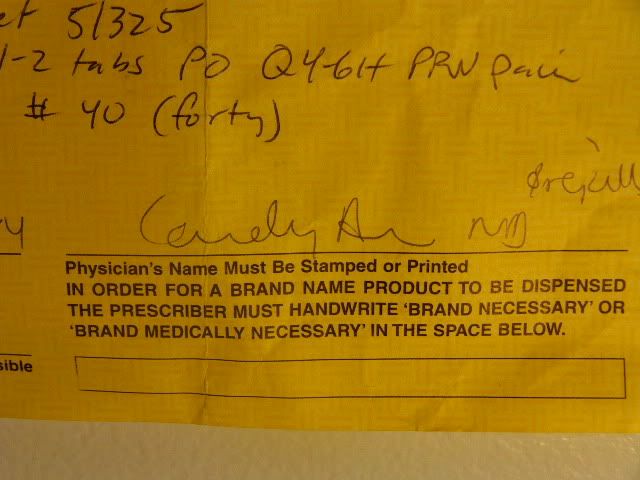 et 5/325
1-2 tabs PO Q4-6H PRN pain
# 40 (forty)
Ø refill
MD
Physician's Name Must Be Stamped or Printed
IN ORDER FOR A BRAND NAME PRODUCT TO BE DISPENSED
THE PRESCRIBER MUST HANDWRITE 'BRAND NECESSARY' OR
'BRAND MEDICALLY NECESSARY' IN THE SPACE BELOW.
sible